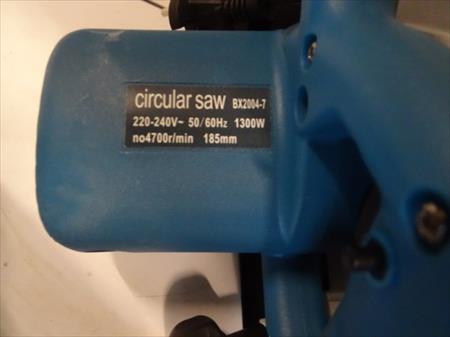 circular saw BX2004-7
220-240V~ 50/60Hz 1300W
no4700r/min 185mm